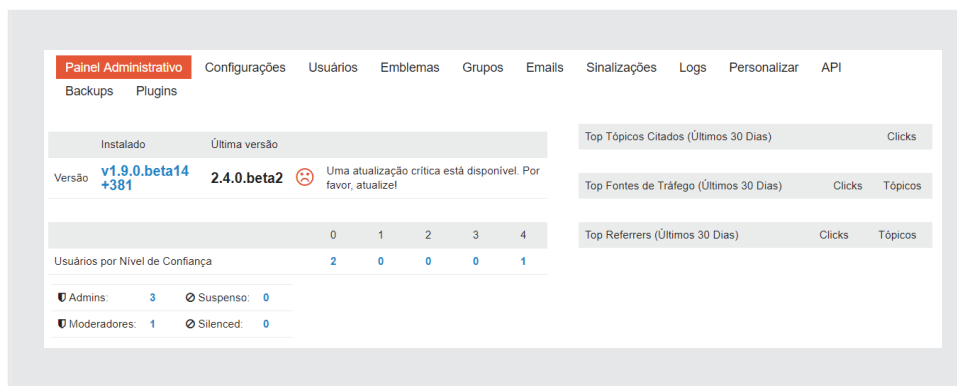 Painel Administrativo Configurações Usuários Emblemas Grupos Emails Sinalizações Logs Personalizar API
Backups Plugins
Instalado Última versão
Versão v1.9.0.beta14 +381 2.4.0.beta2 Uma atualização crítica está disponível. Por
favor, atualize!
0 1 2 3 4
Usuários por Nível de Confiança 2 0 0 0 1
Admins: 3 Suspenso: 0
Moderadores: 1 Silenced: 0
Top Tópicos Citados (Últimos 30 Dias) Clicks
Top Fontes de Tráfego (Últimos 30 Dias) Clicks Tópicos
Top Referrers (Últimos 30 Dias) Clicks Tópicos